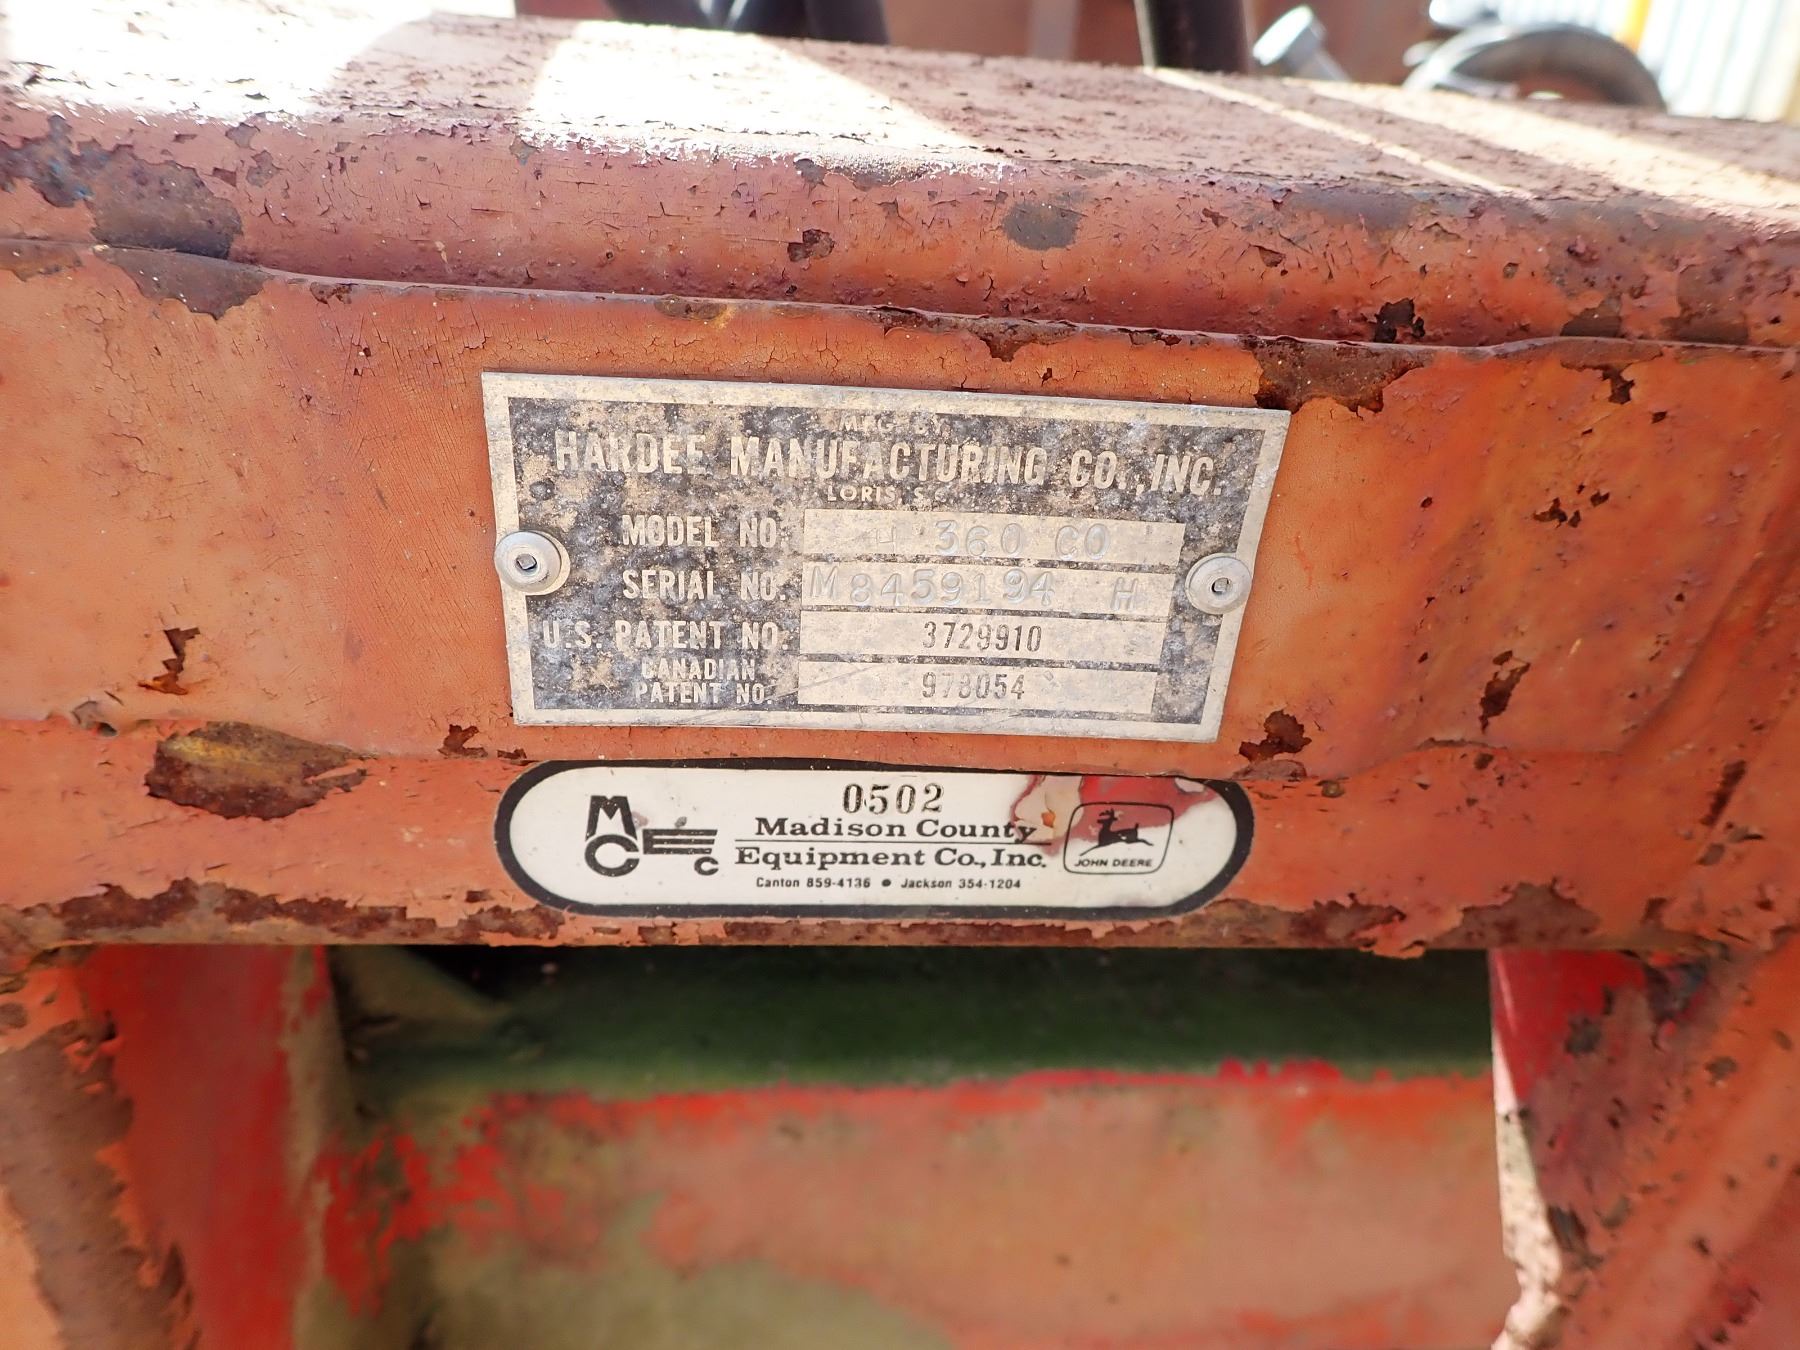 MFG. BY
HARDEE MANUFACTURING CO., INC.
LORIS, S.C.
MODEL NO. H 360 CO
SERIAL NO. M8459194 H
U.S. PATENT NO. 3729910
CANADIAN
PATENT NO. 978054
0502
MCEC
Madison County
Equipment Co., Inc.
JOHN DEERE
Canton 859-4136 ● Jackson 354-1204